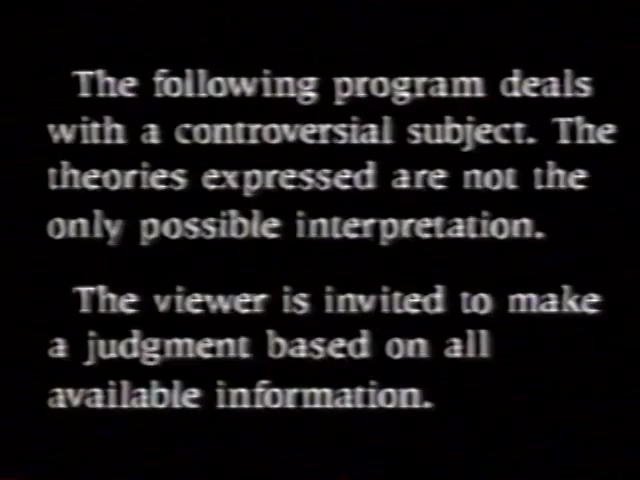 The following program deals
with a controversial subject. The
theories expressed are not the
only possible interpretation.
The viewer is invited to make
a judgment based on all
available information.